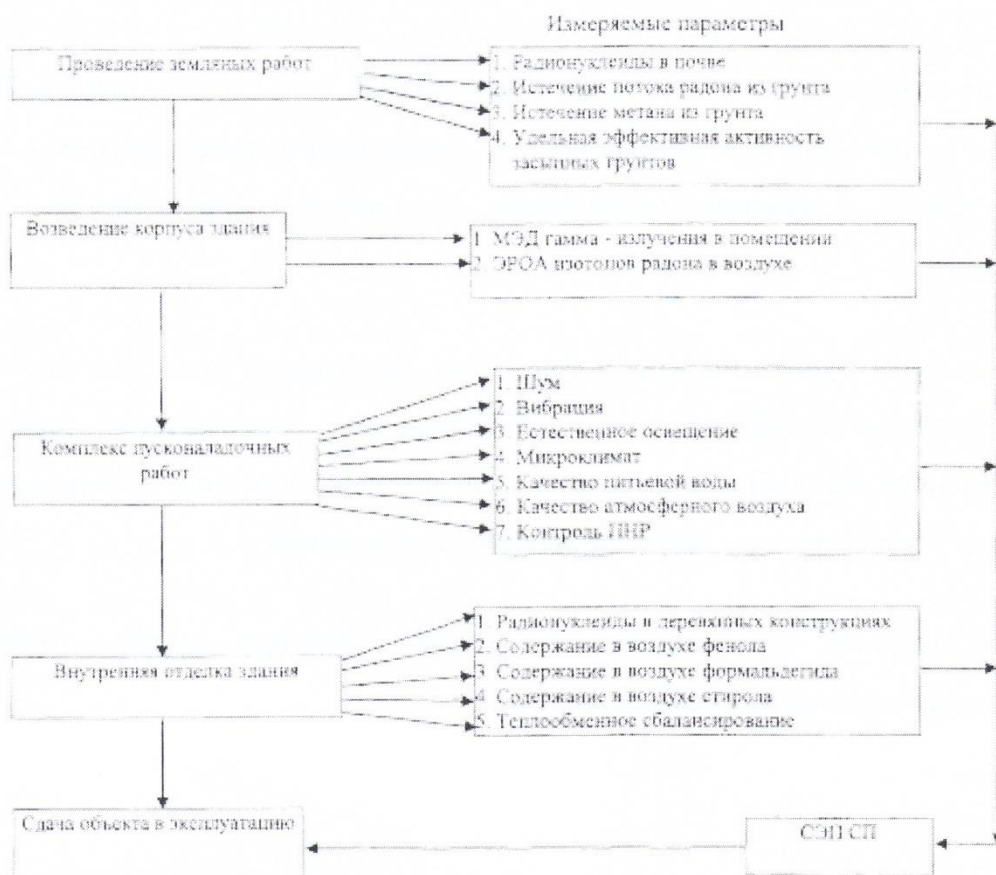 Измеряемые параметры
Проведение земляных работ
1. Радионуклеиды в почве
2. Истечение потока радона из грунта
3. Истечение метана из грунта
4. Удельная эффективная активность
засыпных грунтов
Возведение корпуса здания
1 МЭД гамма - излучения в помещении
2. ЭРОА изотопов радона в воздухе
Комплекс пусконаладочных
работ
1. Шум
2. Вибрация
3. Естественное освещение
4. Микроклимат
5. Качество питьевой воды
6. Качество атмосферного воздуха
7. Контроль ПНР
Внутренняя отделка здания
1. Радионуклеиды в деревянных конструкциях
2. Содержание в воздухе фенола
3 Содержание в воздухе формальдегида
4 Содержание в воздухе стирола
5. Теплообменное сбалансирование
Сдача объекта в эксплуатацию
СЭП СП